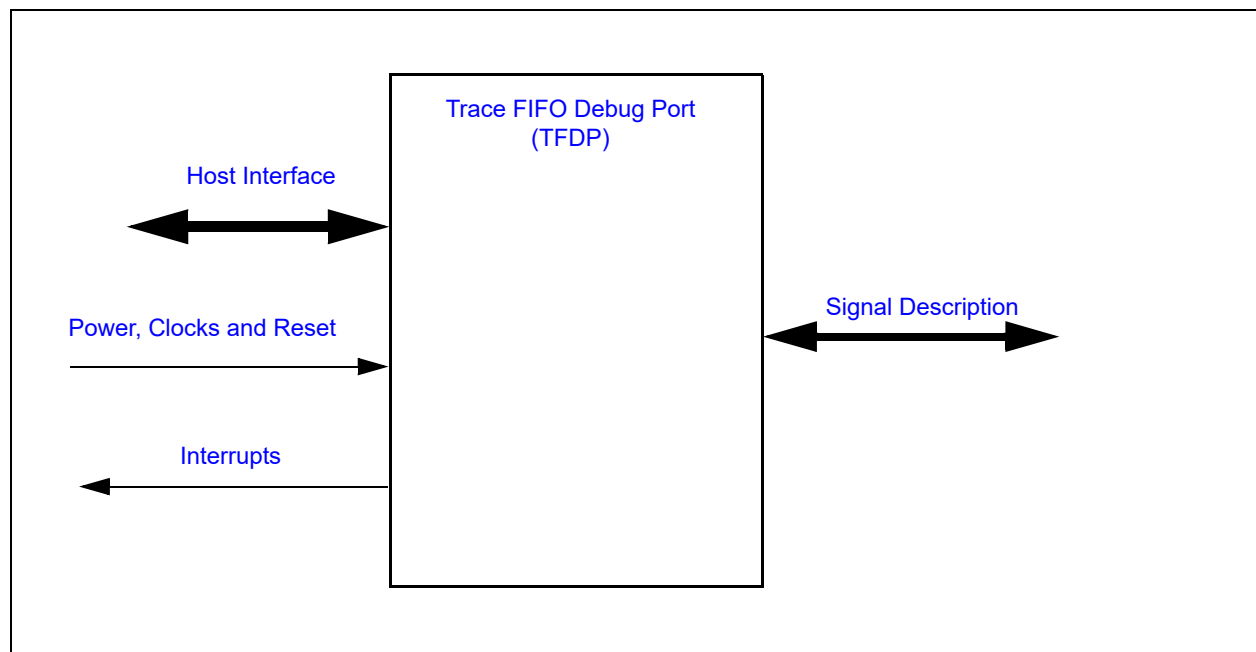 Trace FIFO Debug Port
(TFDP)
Host Interface
Signal Description
Power, Clocks and Reset
Interrupts